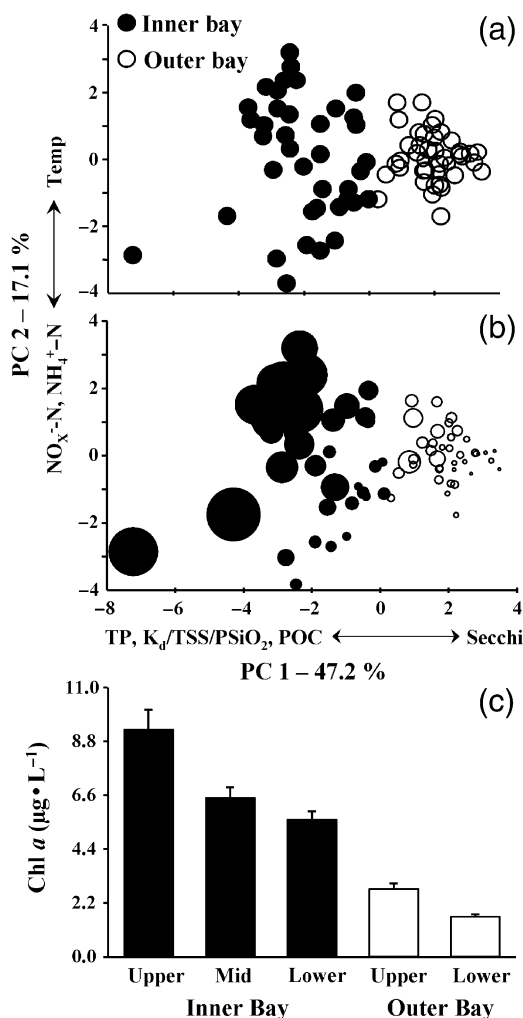 (a)
Inner bay
Outer bay
4
2
0
−2
−4
PC 2 – 17.1 %
Temp
NOX--N, NH4+−N
(b)
4
2
0
−2
−4
−8 −6 −4 −2 0 2 4
TP, Kd/TSS/PSiO2, POC Secchi
PC 1 – 47.2 %
(c)
Chl a (µg•L−1)
11.0
8.8
6.6
4.4
2.2
0.0
Upper Mid Lower Upper Lower
Inner Bay Outer Bay